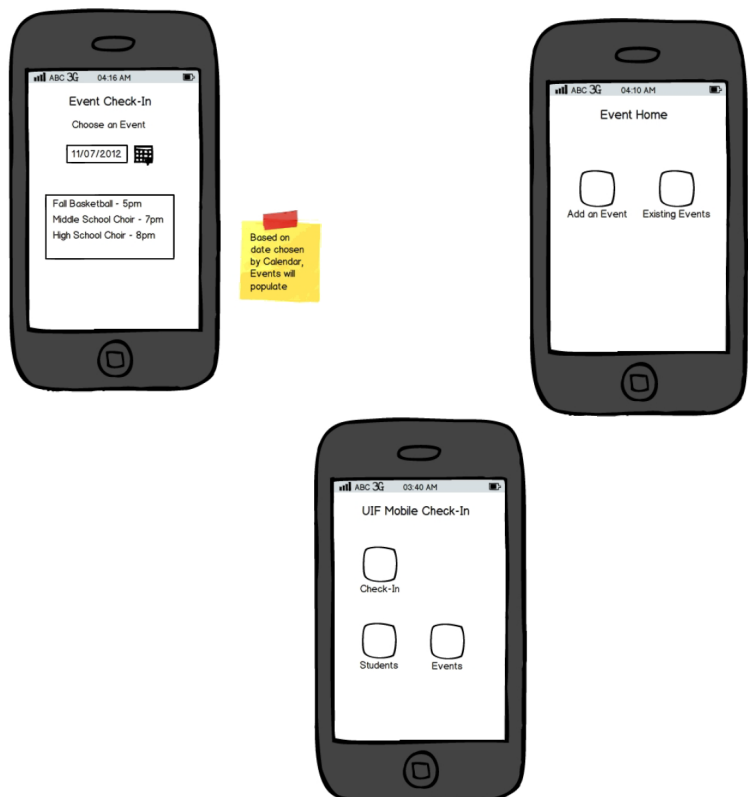 ABC 3G 04:16 AM
Event Check-In
Choose an Event
11/07/2012
Fall Basketball - 5pm
Middle School Choir - 7pm
High School Choir - 8pm
Based on
date chosen
by Calendar,
Events will
populate
ABC 3G 04:10 AM
Event Home
Add an Event Existing Events
ABC 3G 03:40 AM
UIF Mobile Check-In
Check-In
Students Events